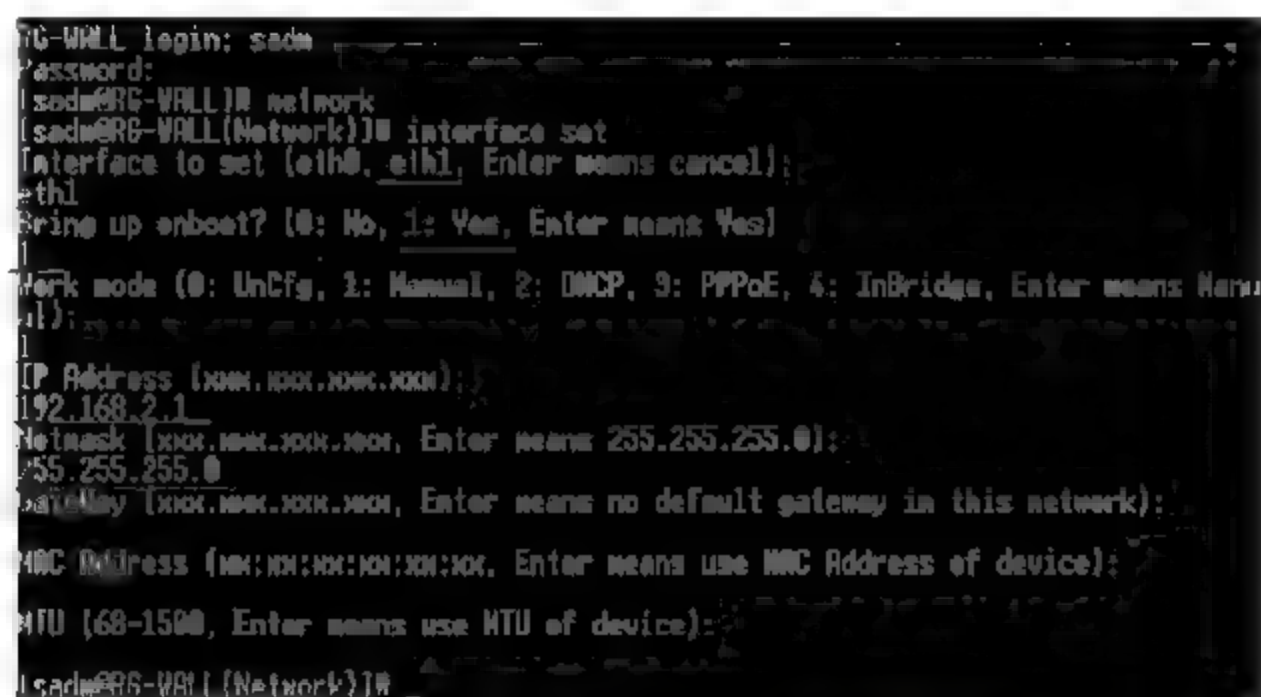 RG-WALL login: sadm
Password:
[sadm@RG-WALL]# network
[sadm@RG-WALL(Network)]# interface set
Interface to set (eth0, eth1, Enter means cancel):
eth1
Bring up onboot? (0: No, 1: Yes, Enter means Yes)
1
Work mode (0: UnCfg, 1: Manual, 2: DHCP, 3: PPPoE, 4: InBridge, Enter means Manu
al):
1
IP Address (xxx.xxx.xxx.xxx):
192.168.2.1
Netmask (xxx.xxx.xxx.xxx, Enter means 255.255.255.0):
255.255.255.0
GateWay (xxx.xxx.xxx.xxx, Enter means no default gateway in this network):
MAC Address (xx:xx:xx:xx:xx:xx, Enter means use MAC Address of device):
MTU (68-1500, Enter means use MTU of device):
[sadm@RG-WALL(Network)]#